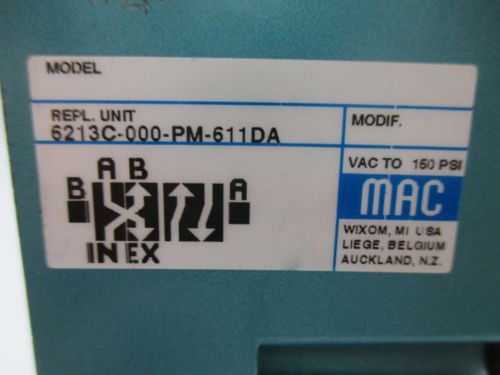 MODEL
REPL. UNIT
6213C-000-PM-611DA
MODIF.
A B
B A
IN EX
VAC TO 150 PSI
MAC
WIXOM, MI USA
LIEGE, BELGIUM
AUCKLAND, N.Z.